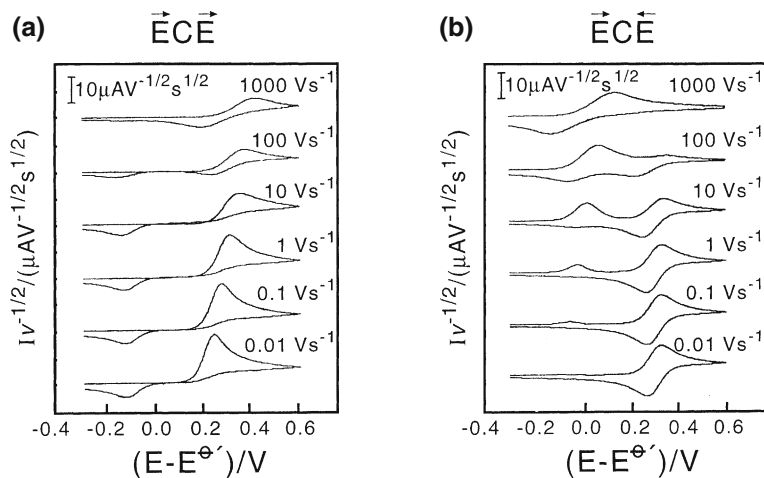 (a) E⃗CE⃗
10µAV⁻¹/²s¹/²
1000 Vs⁻¹
100 Vs⁻¹
10 Vs⁻¹
1 Vs⁻¹
0.1 Vs⁻¹
0.01 Vs⁻¹
Iν⁻¹/²/(µAV⁻¹/²s¹/²)
-0.4 -0.2 0.0 0.2 0.4 0.6
(E-E^⊖′)/V
(b) E⃗CE⃖
10µAV⁻¹/²s¹/²
1000 Vs⁻¹
100 Vs⁻¹
10 Vs⁻¹
1 Vs⁻¹
0.1 Vs⁻¹
0.01 Vs⁻¹
Iν⁻¹/²/(µAV⁻¹/²s¹/²)
-0.4 -0.2 0.0 0.2 0.4 0.6
(E-E^⊖′)/V